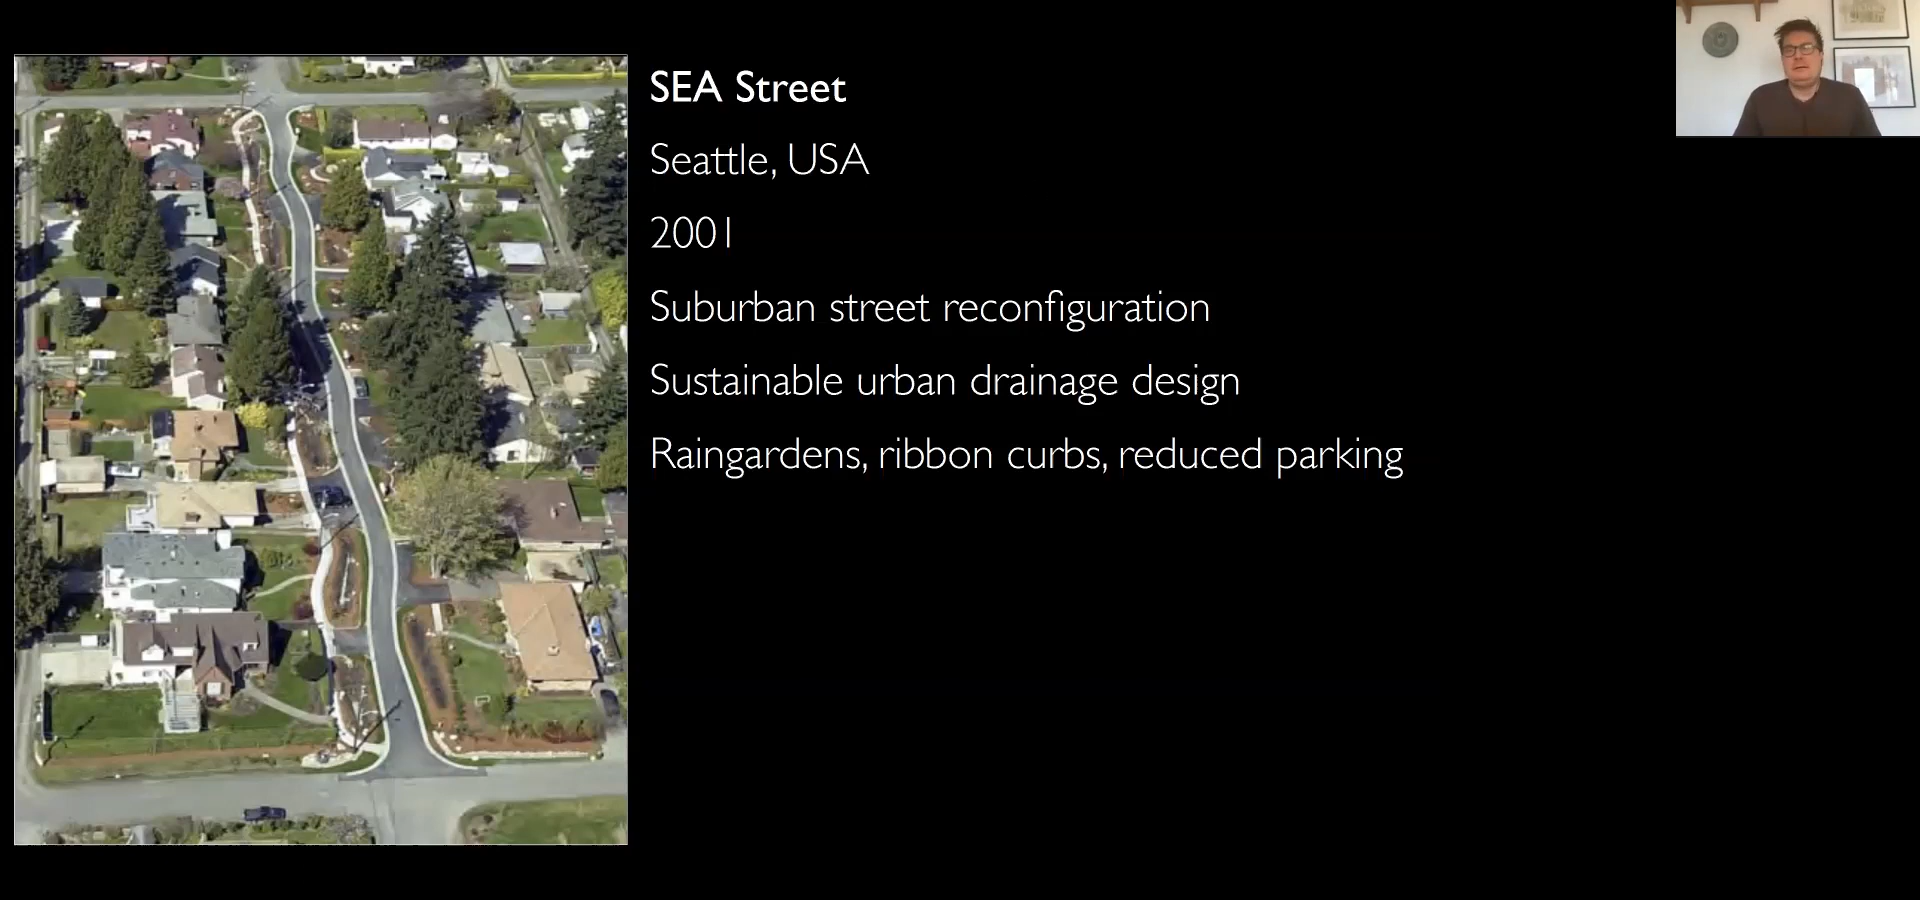 SEA Street
Seattle, USA
2001
Suburban street reconfiguration
Sustainable urban drainage design
Raingardens, ribbon curbs, reduced parking